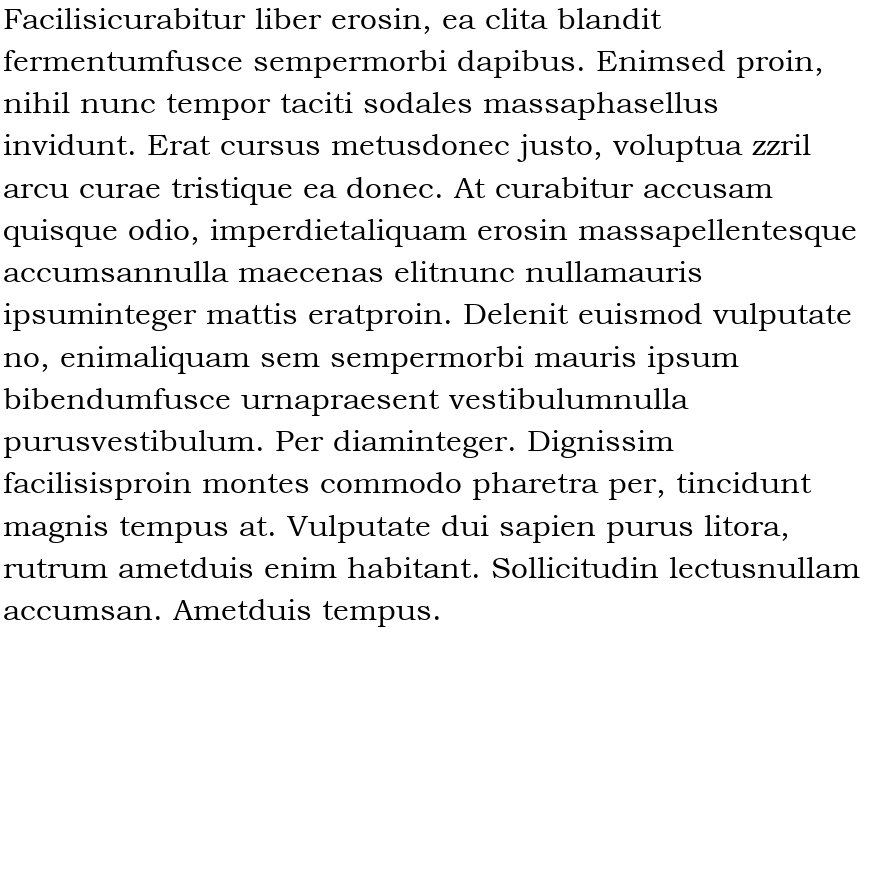 Facilisicurabitur liber erosin, ea clita blandit
fermentumfusce sempermorbi dapibus. Enimsed proin,
nihil nunc tempor taciti sodales massaphasellus
invidunt. Erat cursus metusdonec justo, voluptua zzril
arcu curae tristique ea donec. At curabitur accusam
quisque odio, imperdietaliquam erosin massapellentesque
accumsannulla maecenas elitnunc nullamauris
ipsuminteger mattis eratproin. Delenit euismod vulputate
no, enimaliquam sem sempermorbi mauris ipsum
bibendumfusce urnapraesent vestibulumnulla
purusvestibulum. Per diaminteger. Dignissim
facilisisproin montes commodo pharetra per, tincidunt
magnis tempus at. Vulputate dui sapien purus litora,
rutrum ametduis enim habitant. Sollicitudin lectusnullam
accumsan. Ametduis tempus.